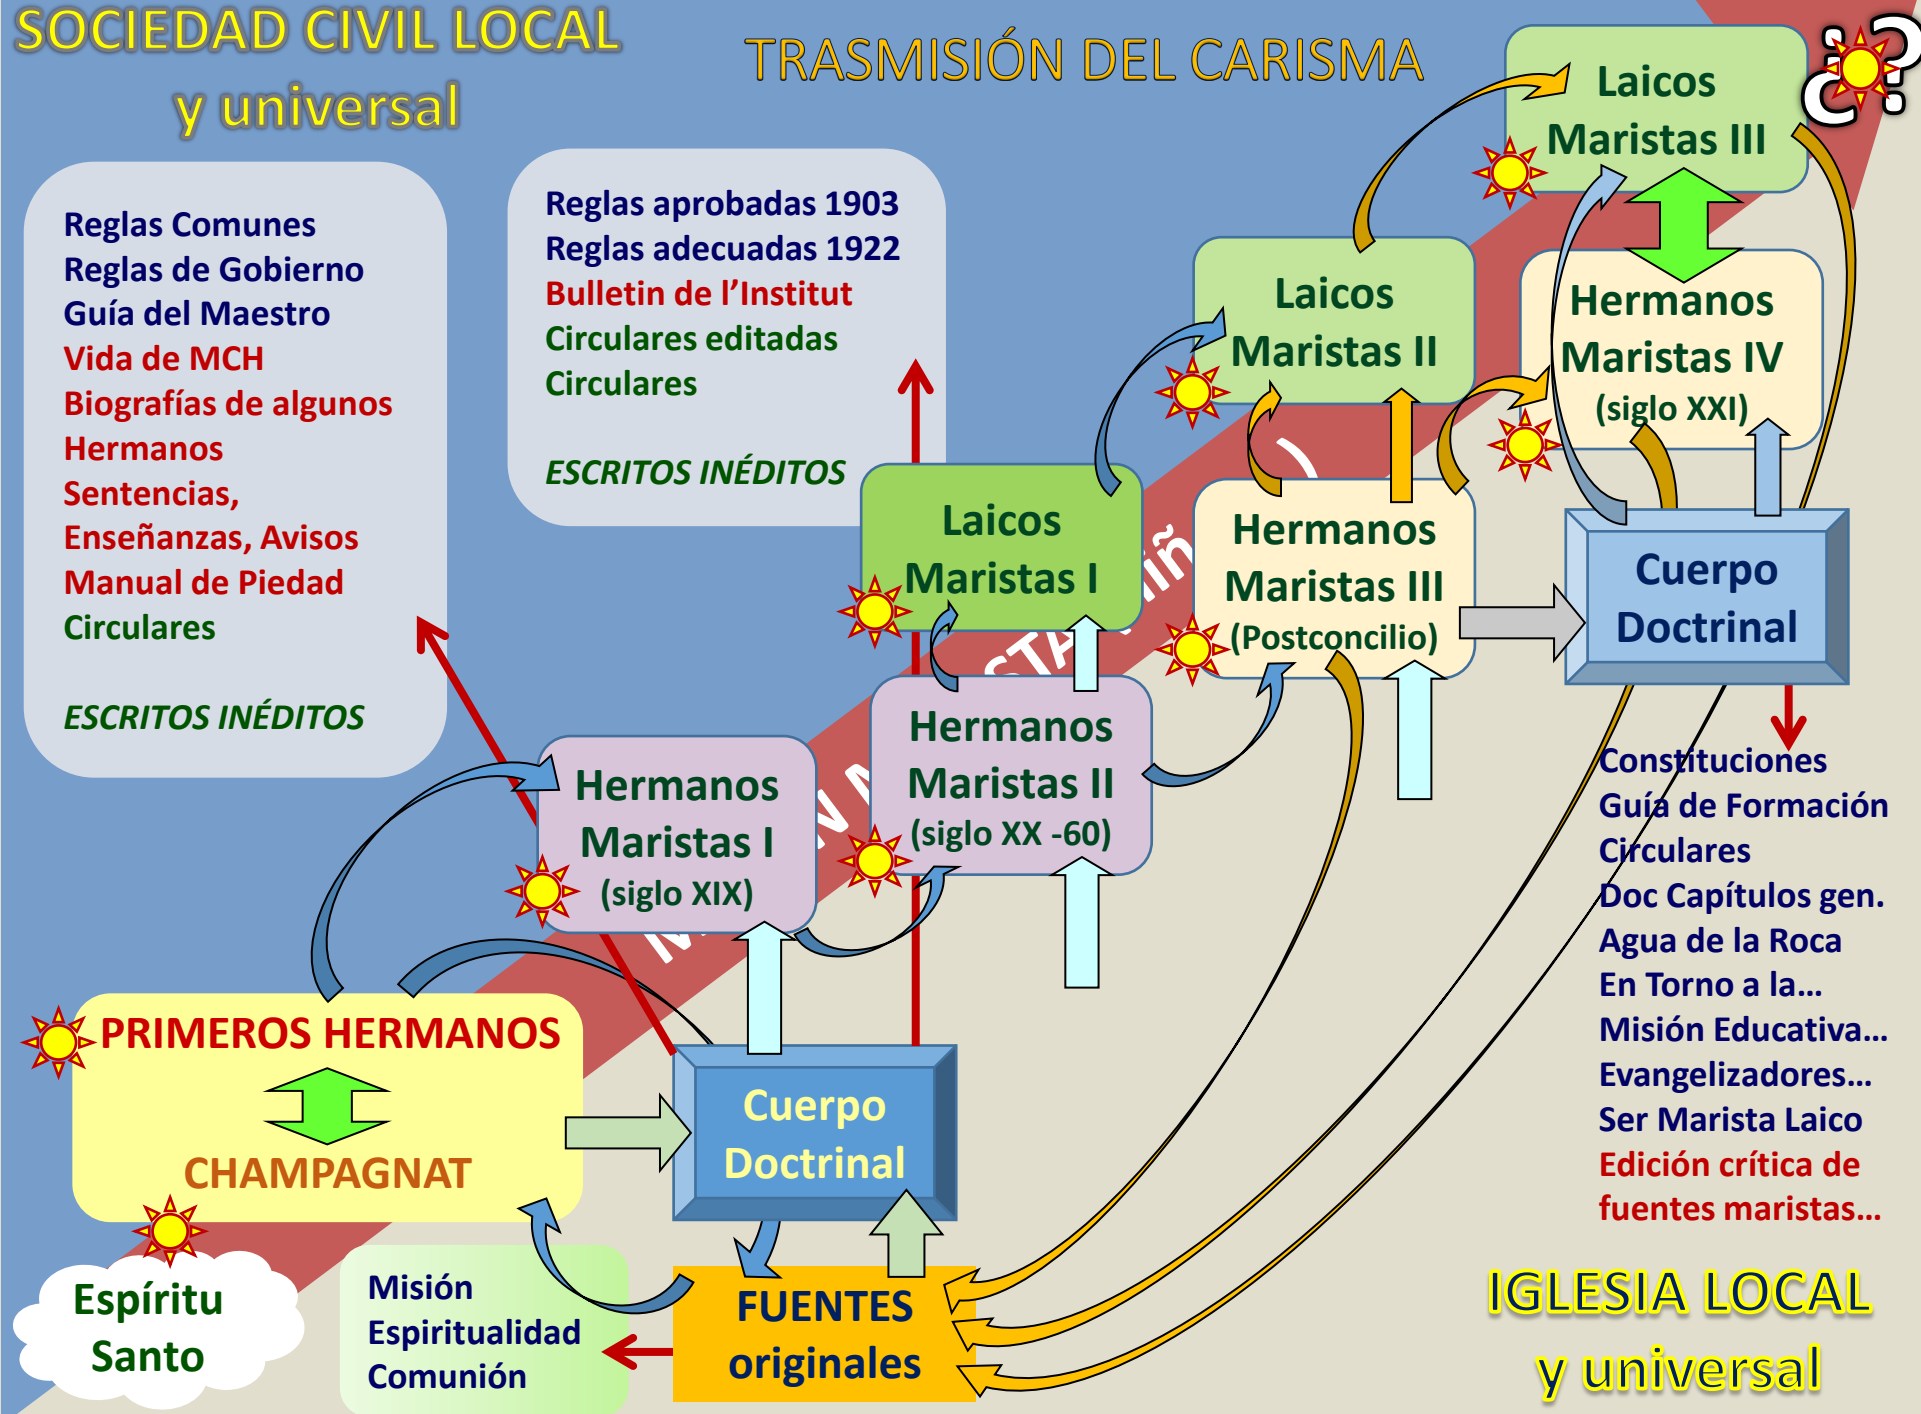 SOCIEDAD CIVIL LOCAL
y universal
TRASMISIÓN DEL CARISMA
¿?
Reglas Comunes
Reglas de Gobierno
Guía del Maestro
Vida de MCH
Biografías de algunos
Hermanos
Sentencias,
Enseñanzas, Avisos
Manual de Piedad
Circulares
ESCRITOS INÉDITOS
Reglas aprobadas 1903
Reglas adecuadas 1922
Bulletin de l’Institut
Circulares editadas
Circulares
ESCRITOS INÉDITOS
Laicos
Maristas III
Laicos
Maristas II
Hermanos
Maristas IV
(siglo XXI)
Laicos
Maristas I
Hermanos
Maristas III
(Postconcilio)
Cuerpo
Doctrinal
Hermanos
Maristas II
(siglo XX -60)
Hermanos
Maristas I
(siglo XIX)
Constituciones
Guía de Formación
Circulares
Doc Capítulos gen.
Agua de la Roca
En Torno a la…
Misión Educativa…
Evangelizadores…
Ser Marista Laico
Edición crítica de
fuentes maristas…
PRIMEROS HERMANOS
CHAMPAGNAT
Cuerpo
Doctrinal
Espíritu
Santo
Misión
Espiritualidad
Comunión
FUENTES
originales
IGLESIA LOCAL
y universal